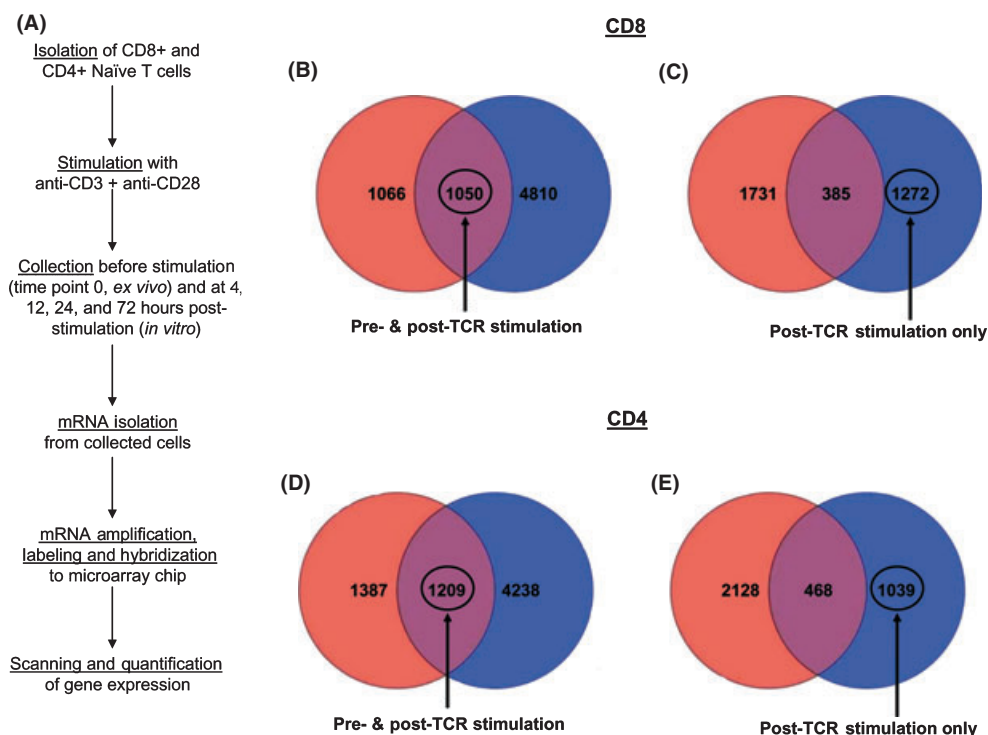 (A)
Isolation of CD8+ and
CD4+ Naïve T cells
Stimulation with
anti-CD3 + anti-CD28
Collection before stimulation
(time point 0, ex vivo) and at 4,
12, 24, and 72 hours post-
stimulation (in vitro)
mRNA isolation
from collected cells
mRNA amplification,
labeling and hybridization
to microarray chip
Scanning and quantification
of gene expression
CD8
(B)
1066
1050
4810
Pre- & post-TCR stimulation
(C)
1731
385
1272
Post-TCR stimulation only
CD4
(D)
1387
1209
4238
Pre- & post-TCR stimulation
(E)
2128
468
1039
Post-TCR stimulation only